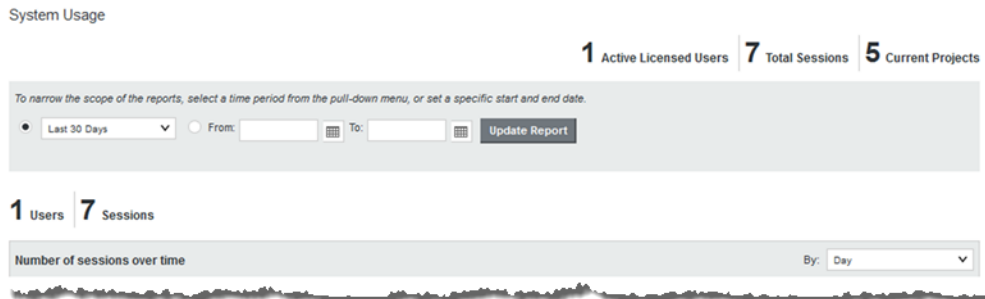 System Usage
1 Active Licensed Users 7 Total Sessions 5 Current Projects
To narrow the scope of the reports, select a time period from the pull-down menu, or set a specific start and end date.
Last 30 Days From: To: Update Report
1 Users 7 Sessions
Number of sessions over time By: Day